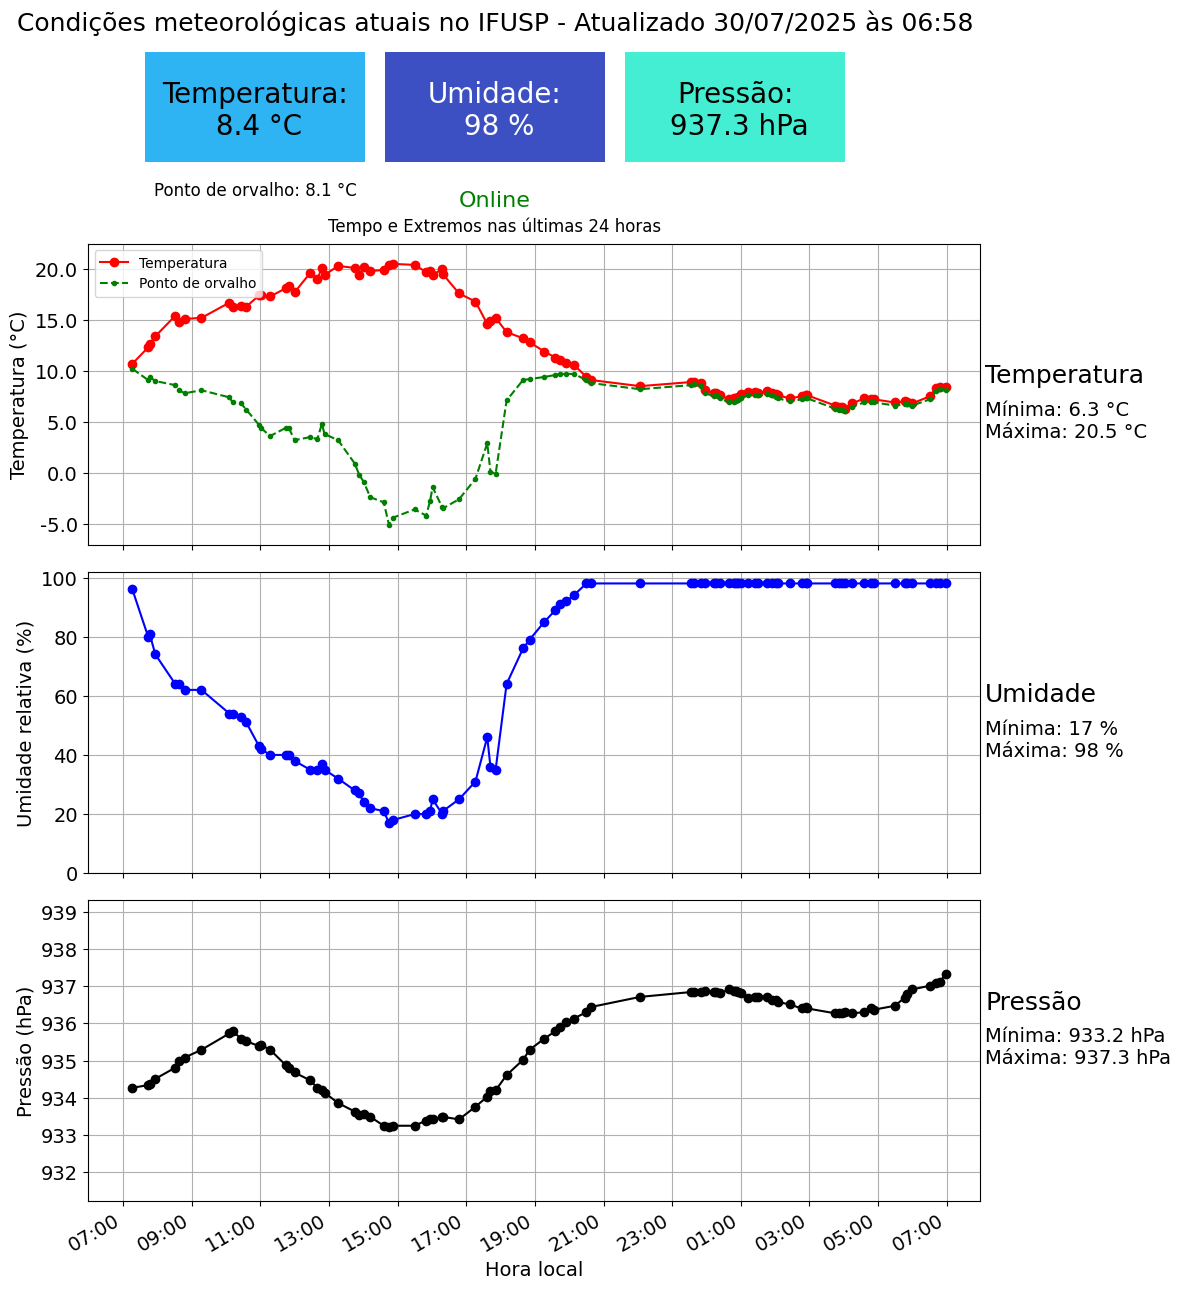 Condições meteorológicas atuais no IFUSP - Atualizado 30/07/2025 às 06:58
Temperatura:
8.4 °C
Umidade:
98 %
Pressão:
937.3 hPa
Ponto de orvalho: 8.1 °C
Online
Tempo e Extremos nas últimas 24 horas
Temperatura
Ponto de orvalho
Temperatura (°C)
20.0
15.0
10.0
5.0
0.0
-5.0
Temperatura
Mínima: 6.3 °C
Máxima: 20.5 °C
Umidade relativa (%)
100
80
60
40
20
0
Umidade
Mínima: 17 %
Máxima: 98 %
Pressão (hPa)
939
938
937
936
935
934
933
932
Pressão
Mínima: 933.2 hPa
Máxima: 937.3 hPa
07:00
09:00
11:00
13:00
15:00
17:00
19:00
21:00
23:00
01:00
03:00
05:00
07:00
Hora local